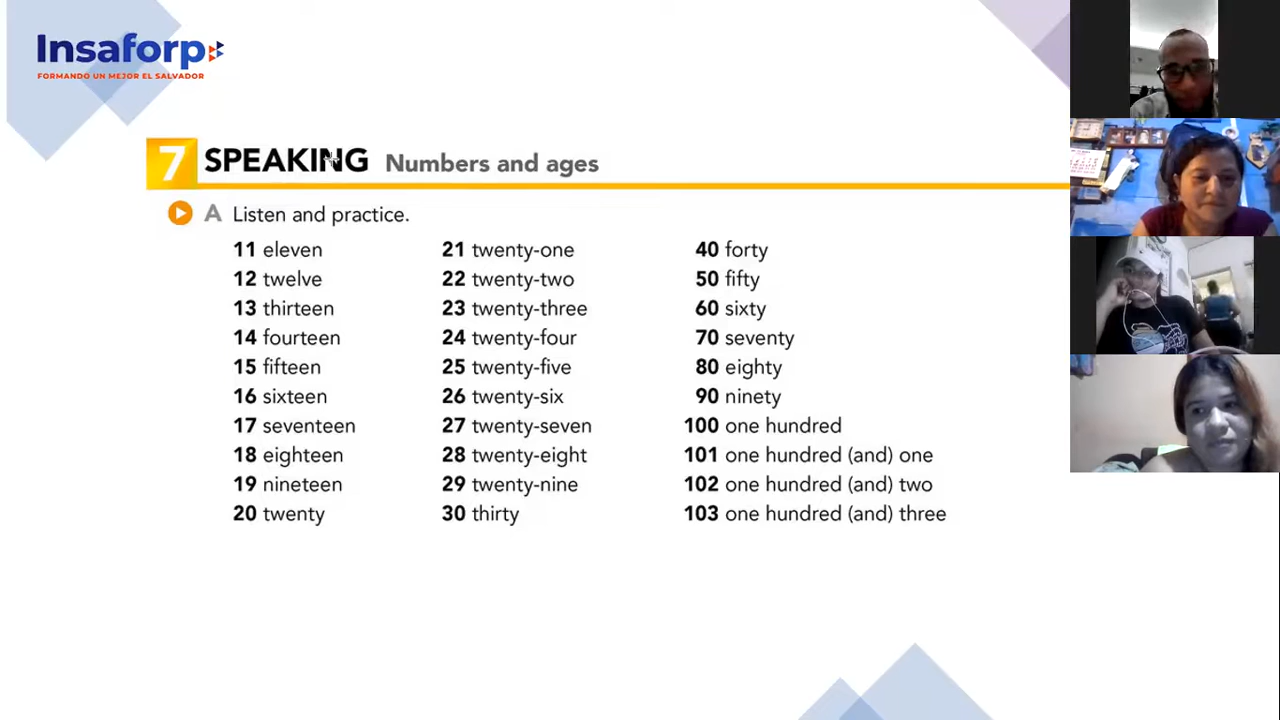 Insaforp
FORMANDO UN MEJOR EL SALVADOR
7 SPEAKING Numbers and ages
A Listen and practice.
11 eleven
12 twelve
13 thirteen
14 fourteen
15 fifteen
16 sixteen
17 seventeen
18 eighteen
19 nineteen
20 twenty
21 twenty-one
22 twenty-two
23 twenty-three
24 twenty-four
25 twenty-five
26 twenty-six
27 twenty-seven
28 twenty-eight
29 twenty-nine
30 thirty
40 forty
50 fifty
60 sixty
70 seventy
80 eighty
90 ninety
100 one hundred
101 one hundred (and) one
102 one hundred (and) two
103 one hundred (and) three